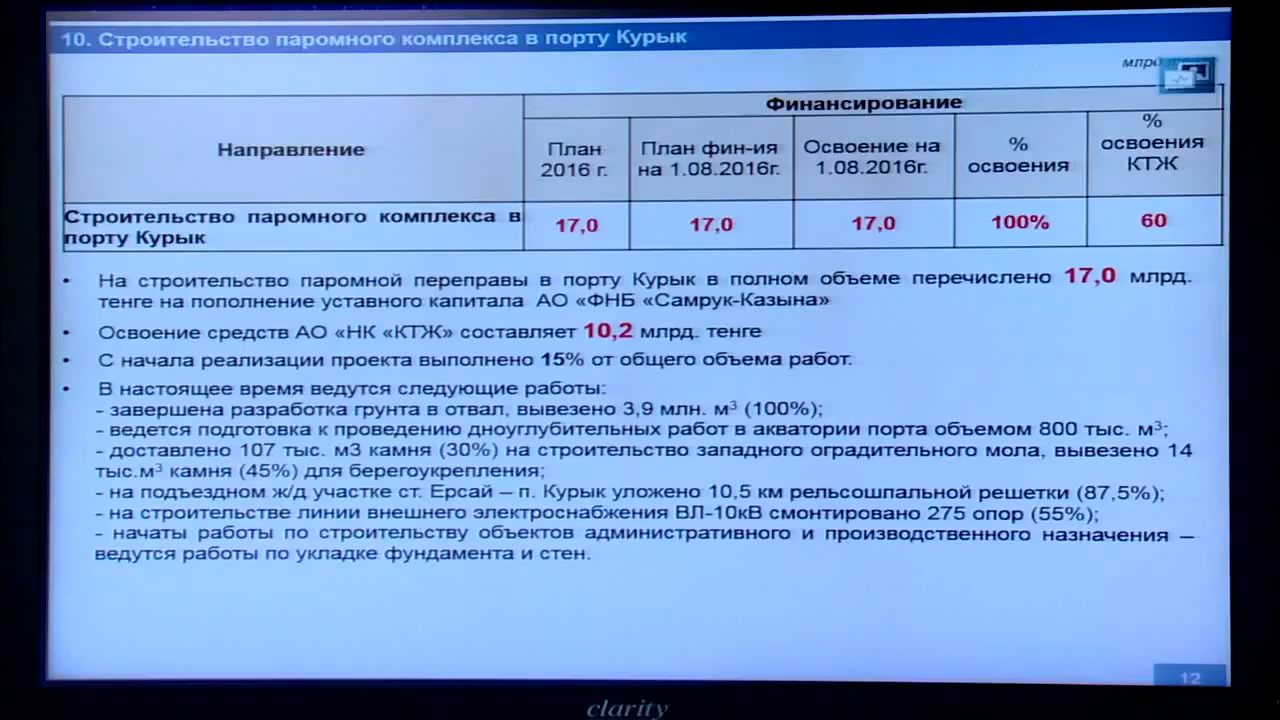 10. Строительство паромного комплекса в порту Курык
Направление
Финансирование
План 2016 г.
План фин-ия на 1.08.2016г.
Освоение на 1.08.2016г.
% освоения
% освоения КТЖ
Строительство паромного комплекса в порту Курык
17,0
17,0
17,0
100%
60
• На строительство паромной переправы в порту Курык в полном объеме перечислено 17,0 млрд.
тенге на пополнение уставного капитала АО «ФНБ «Самрук-Казына»
• Освоение средств АО «НК «КТЖ» составляет 10,2 млрд. тенге
• С начала реализации проекта выполнено 15% от общего объема работ.
• В настоящее время ведутся следующие работы:
- завершена разработка грунта в отвал, вывезено 3,9 млн. м³ (100%);
- ведется подготовка к проведению дноуглубительных работ в акватории порта объемом 800 тыс. м³;
- доставлено 107 тыс. м3 камня (30%) на строительство западного оградительного мола, вывезено 14
тыс.м³ камня (45%) для берегоукрепления;
- на подъездном ж/д участке ст. Ерсай – п. Курык уложено 10,5 км рельсошпальной решетки (87,5%);
- на строительстве линии внешнего электроснабжения ВЛ-10кВ смонтировано 275 опор (55%);
- начаты работы по строительству объектов административного и производственного назначения –
ведутся работы по укладке фундамента и стен.
12
clarity